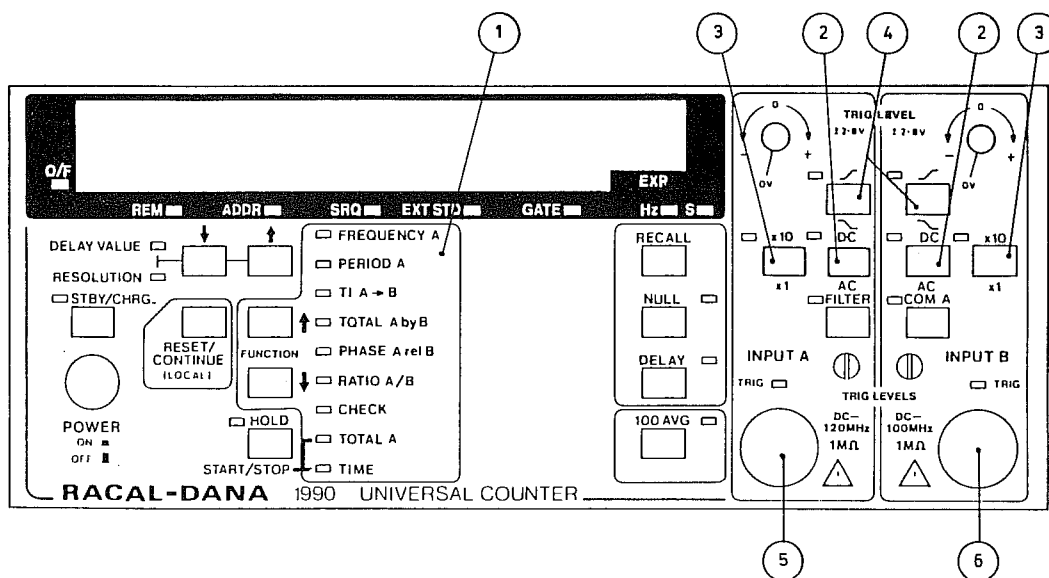 1
3
2
4
2
3
O/F
EXP
REM ADDR SRQ EXT STD GATE Hz S
DELAY VALUE
RESOLUTION
STBY/CHRG.
RESET/
CONTINUE
(LOCAL)
POWER
ON
OFF
FUNCTION
HOLD
START/STOP
FREQUENCY A
PERIOD A
TI A → B
TOTAL A by B
PHASE A rel B
RATIO A/B
CHECK
TOTAL A
TIME
RECALL
NULL
DELAY
100 AVG
RACAL-DANA 1990 UNIVERSAL COUNTER
TRIG LEVEL
0
- +
0V
0
- +
0V
x10
x1
DC
AC
FILTER
DC
AC
COM A
x10
x1
INPUT A
TRIG
INPUT B
TRIG
TRIG LEVELS
DC–
120MHz
1MΩ
DC–
100MHz
1MΩ
5
6